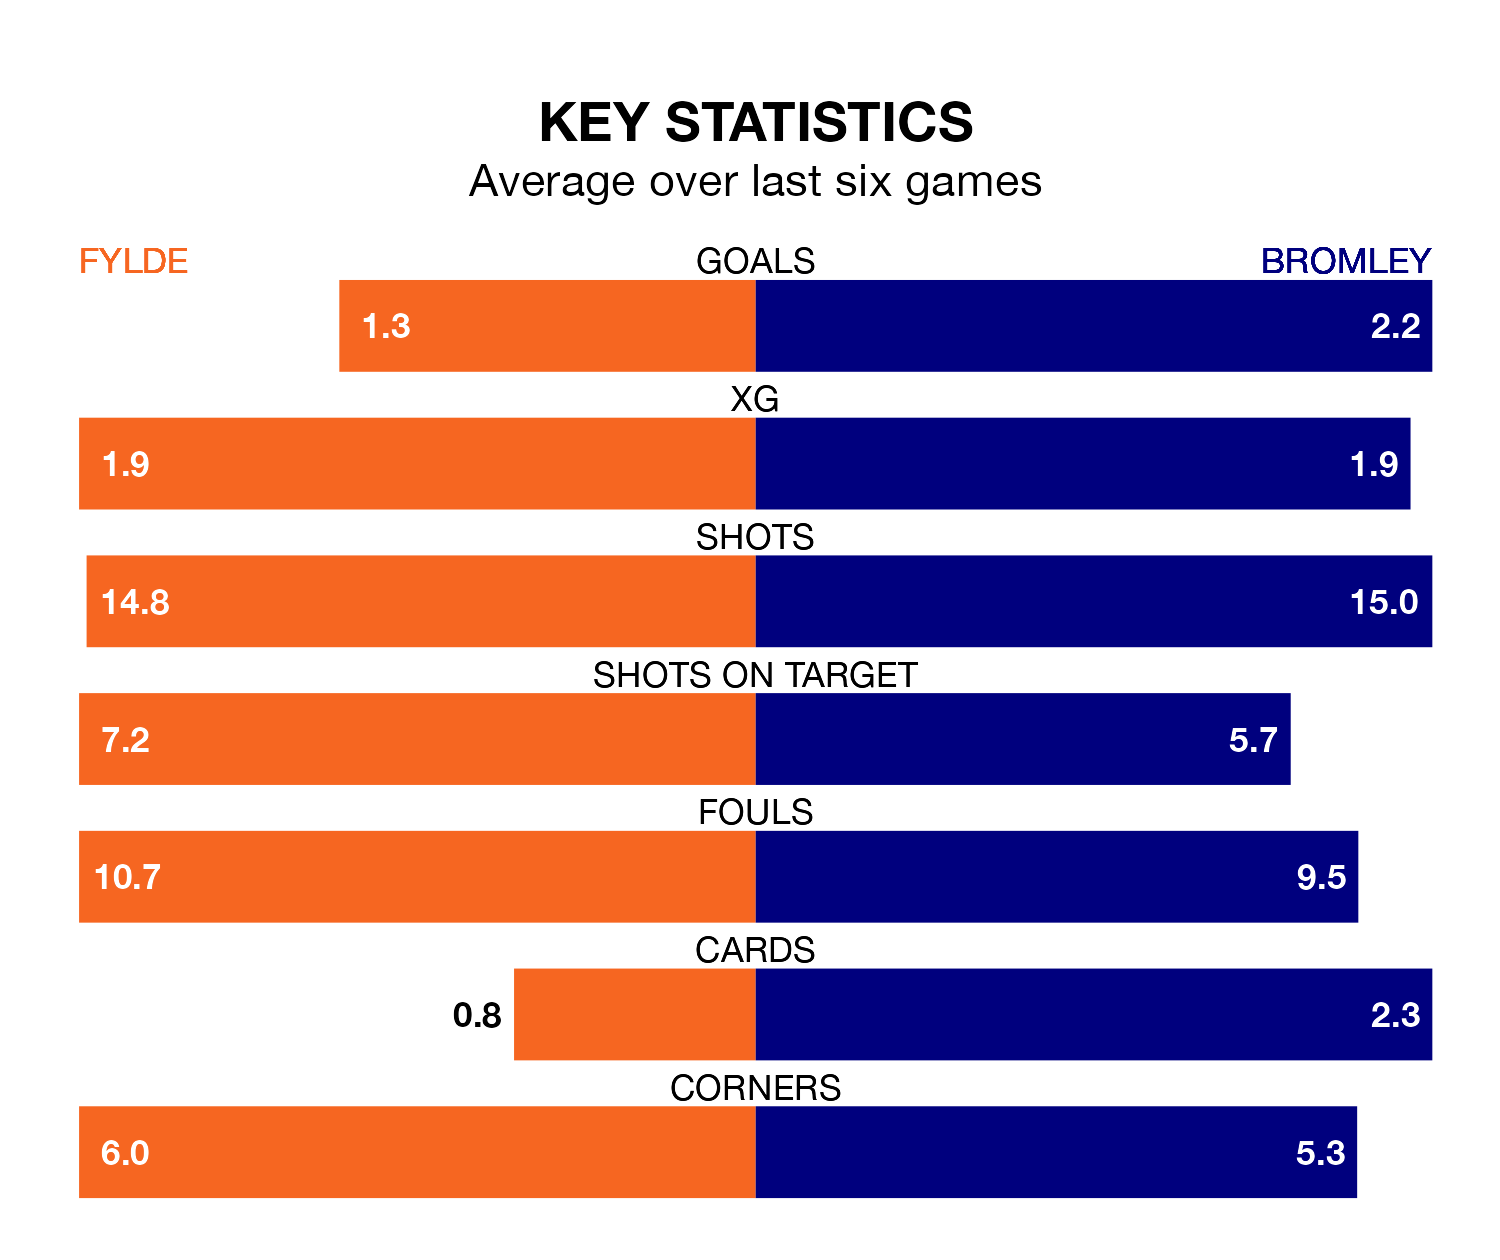 KEY STATISTICS
Average over last six games
FYLDE GOALS BROMLEY
1.3 2.2
XG
1.9 1.9
SHOTS
14.8 15.0
SHOTS ON TARGET
7.2 5.7
FOULS
10.7 9.5
CARDS
0.8 2.3
CORNERS
6.0 5.3